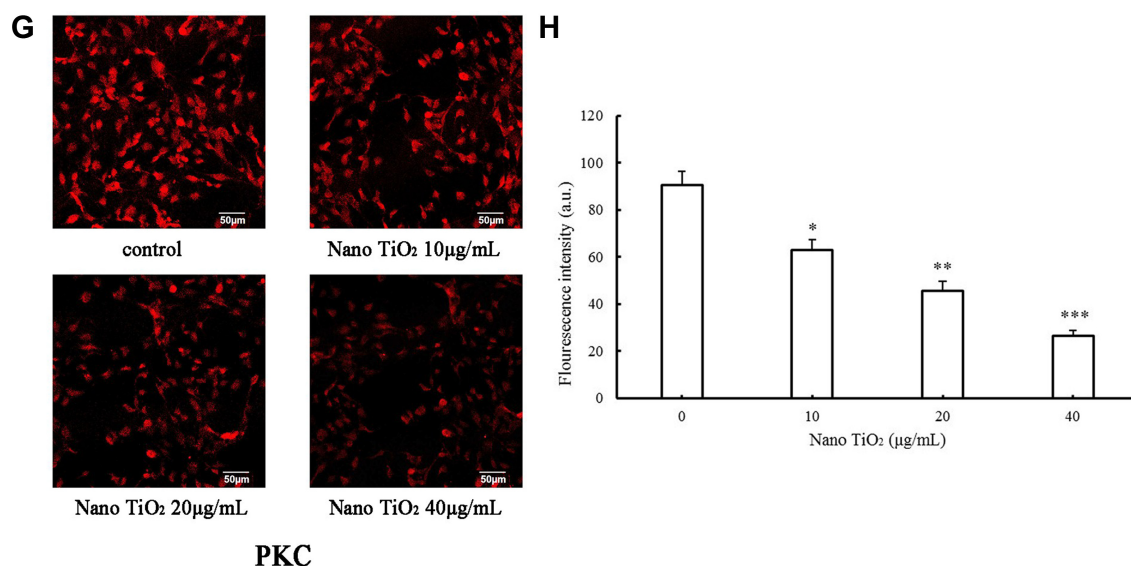 G
50µm
control
50µm
Nano TiO₂ 10µg/mL
50µm
Nano TiO₂ 20µg/mL
50µm
Nano TiO₂ 40µg/mL
PKC
H
Flouresecence intensity (a.u.)
120
100
80
60
40
20
0
*
**
***
0 10 20 40
Nano TiO₂ (µg/mL)